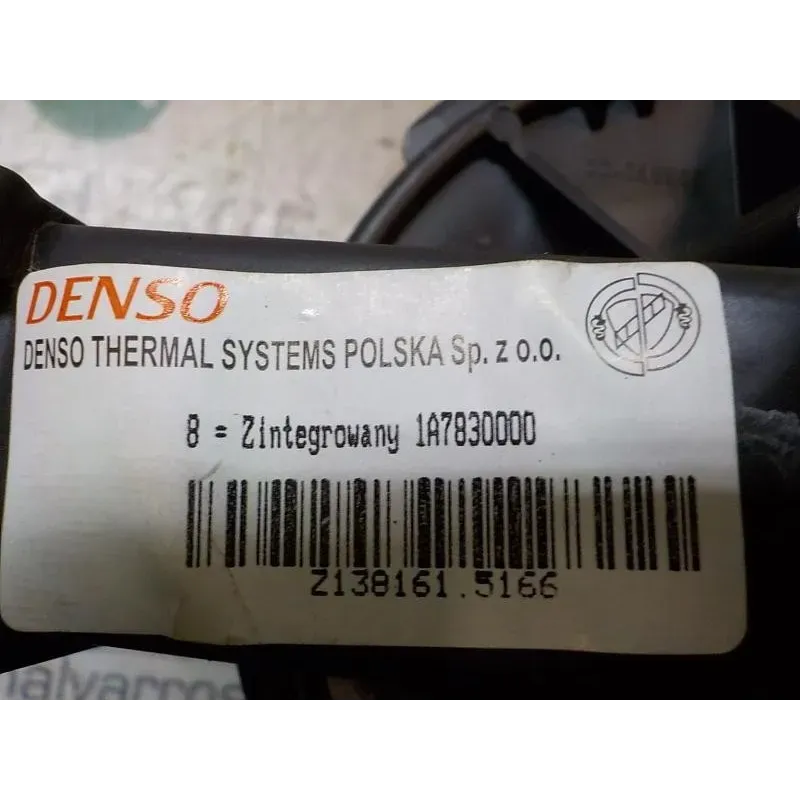 DENSO
DENSO THERMAL SYSTEMS POLSKA Sp. z o.o.
8 = Zintegrowany 1A7830000
Z138161.5166